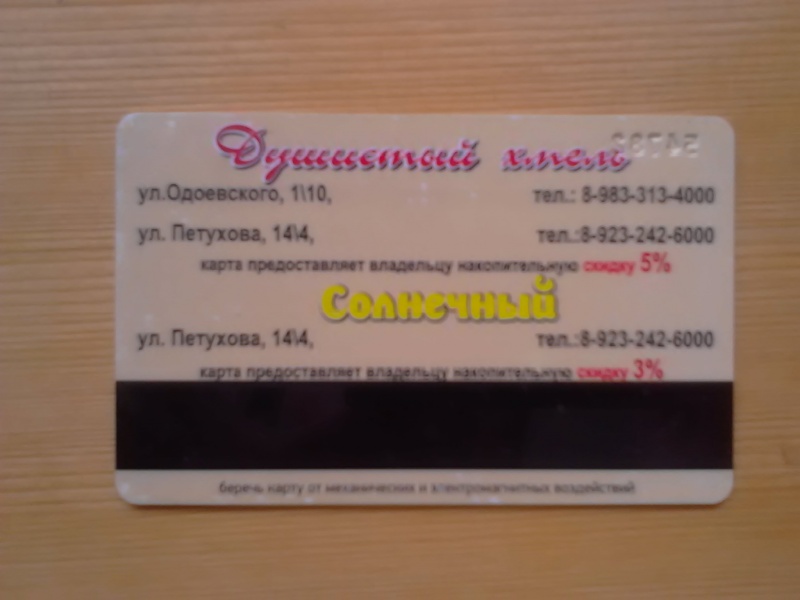 Душистый хмель
ул.Одоевского, 1\10, тел.: 8-983-313-4000
ул. Петухова, 14\4, тел.:8-923-242-6000
карта предоставляет владельцу накопительную скидку 5%
Солнечный
ул. Петухова, 14\4, тел.:8-923-242-6000
карта предоставляет владельцу накопительную скидку 3%
беречь карту от механических и электромагнитных воздействий